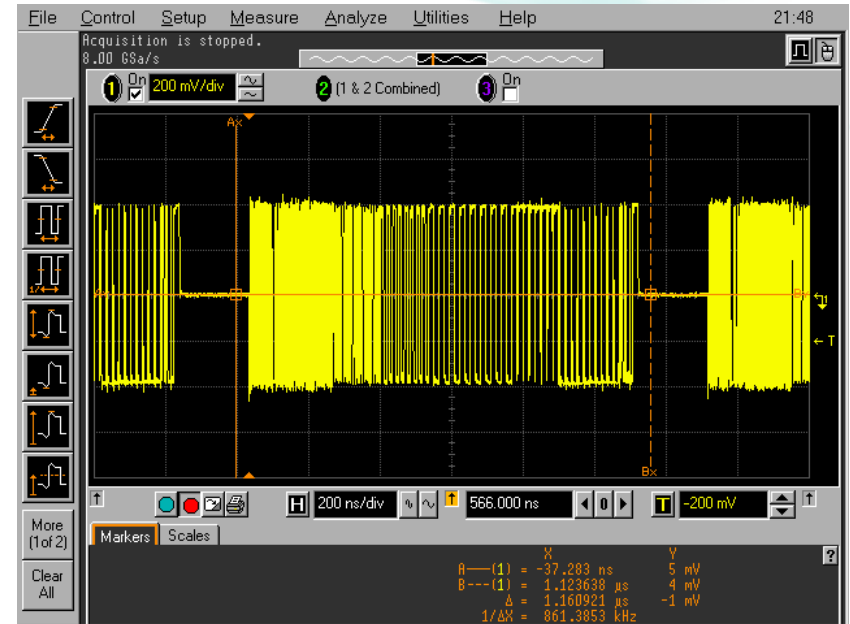 File Control Setup Measure Analyze Utilities Help 21:48
Acquisition is stopped.
8.00 GSa/s
1 On 200 mV/div 2 (1 & 2 Combined) 3 On
Ax
Bx
T
More
(1of 2)
Clear
All
H 200 ns/div 566.000 ns 0 T -200 mV
Markers Scales
X Y
A——(1) = -37.283 ns 5 mV
B---(1) = 1.123638 µs 4 mV
Δ = 1.160921 µs -1 mV
1/ΔX = 861.3853 kHz
?